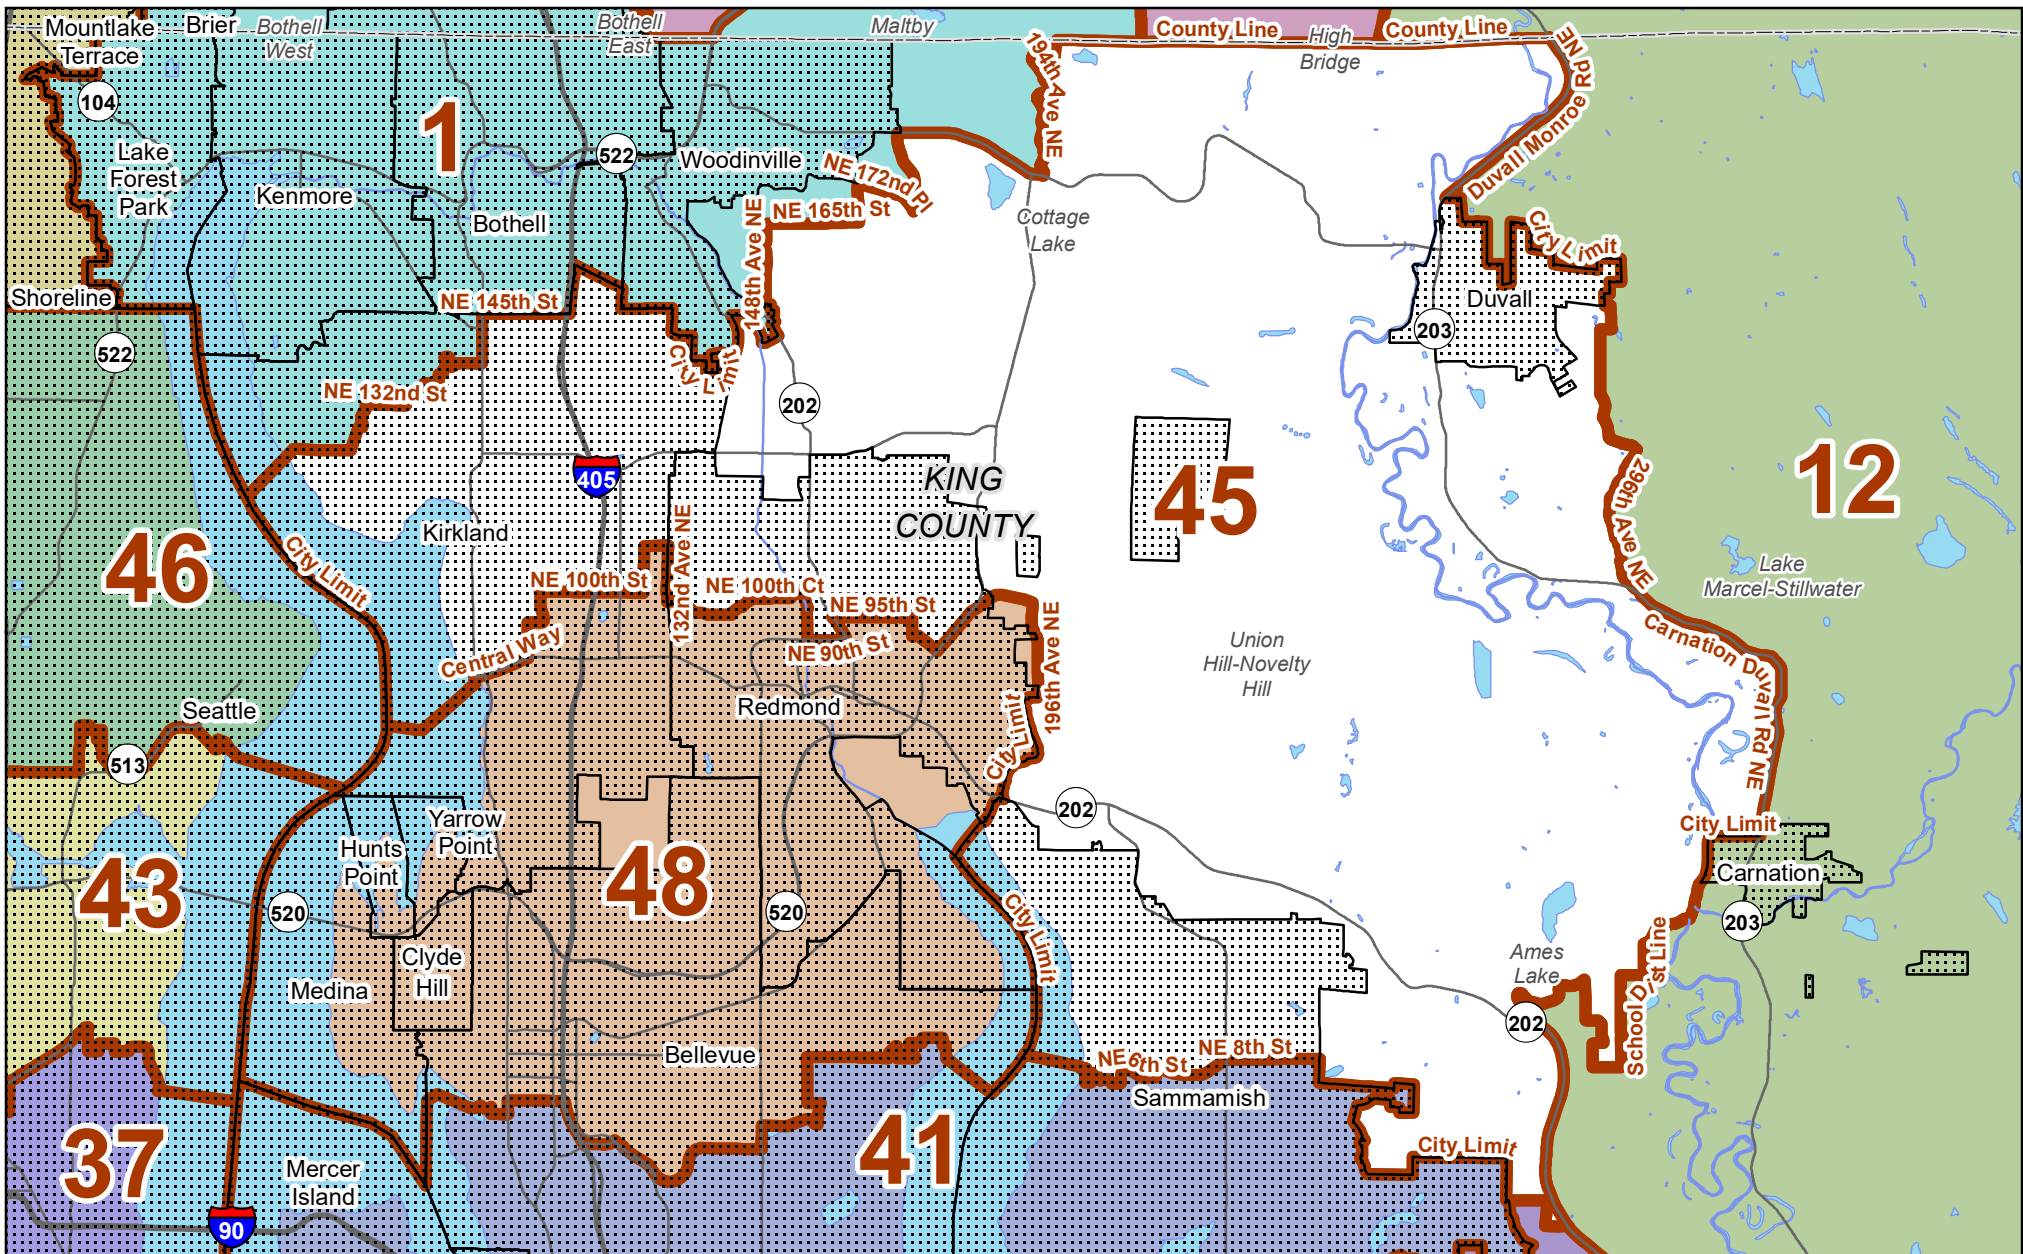 Mountlake
Terrace
Brier
Bothell
West
Bothell
East
Maltby
County Line
High
Bridge
County Line
194th Ave NE
Duvall Monroe Rd NE
104
1
522
Lake
Forest
Park
Kenmore
Bothell
Woodinville
NE 172nd Pl
NE 165th St
148th Ave NE
Cottage
Lake
City Limit
Duvall
203
Shoreline
NE 145th St
522
City Limit
NE 132nd St
202
405
KING
COUNTY
45
12
296th Ave NE
Kirkland
46
City Limit
132nd Ave NE
NE 100th St
NE 100th Ct
NE 95th St
NE 90th St
Central Way
196th Ave NE
Union
Hill-Novelty
Hill
Lake
Marcel-Stillwater
Carnation Duvall Rd NE
Seattle
Redmond
City Limit
513
202
City Limit
Carnation
203
Yarrow
Point
Hunts
Point
43
48
520
520
City Limit
Clyde
Hill
Medina
Ames
Lake
School Dist Line
202
Bellevue
NE 6th St
NE 8th St
Sammamish
37
41
City Limit
Mercer
Island
90